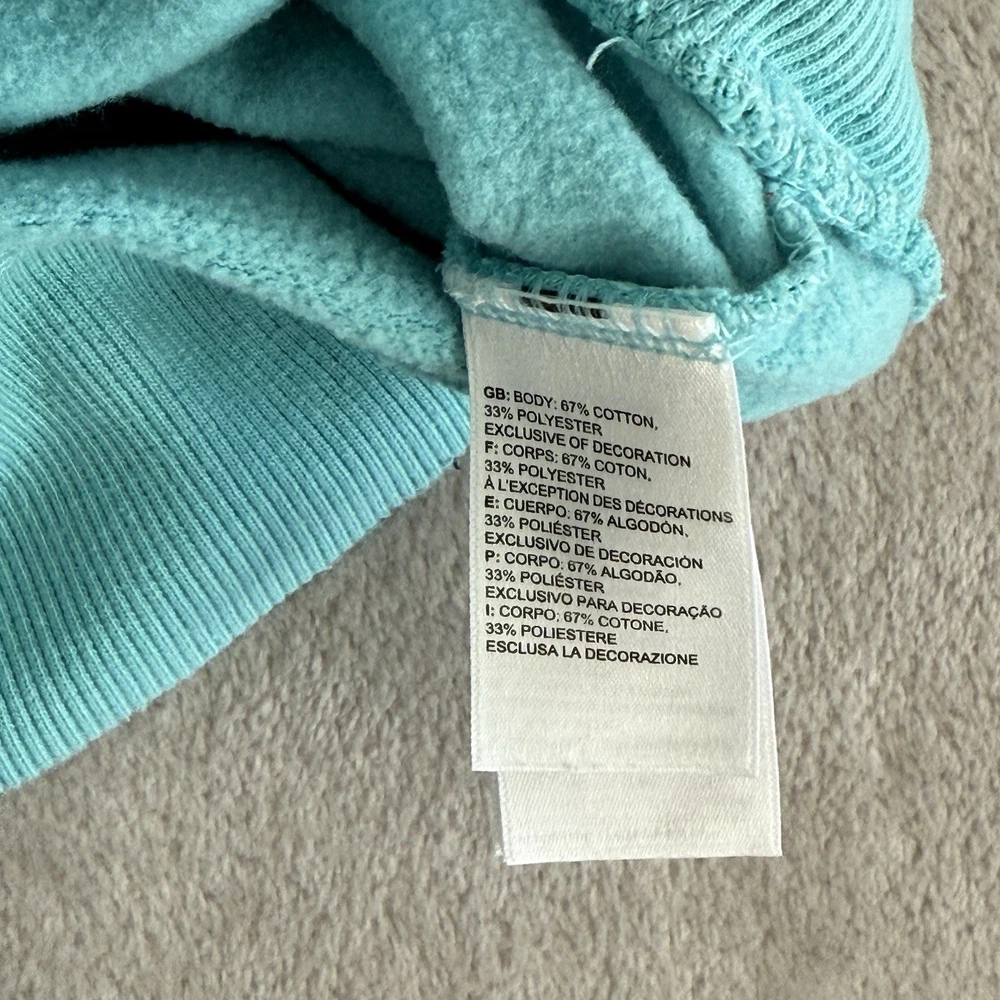 GB: BODY: 67% COTTON,
33% POLYESTER
EXCLUSIVE OF DECORATION
F: CORPS: 67% COTON,
33% POLYESTER
À L'EXCEPTION DES DÉCORATIONS
E: CUERPO: 67% ALGODÓN,
33% POLIÉSTER
EXCLUSIVO DE DECORACIÓN
P: CORPO: 67% ALGODÃO,
33% POLIÉSTER
EXCLUSIVO PARA DECORAÇÃO
I: CORPO: 67% COTONE,
33% POLIESTERE
ESCLUSA LA DECORAZIONE